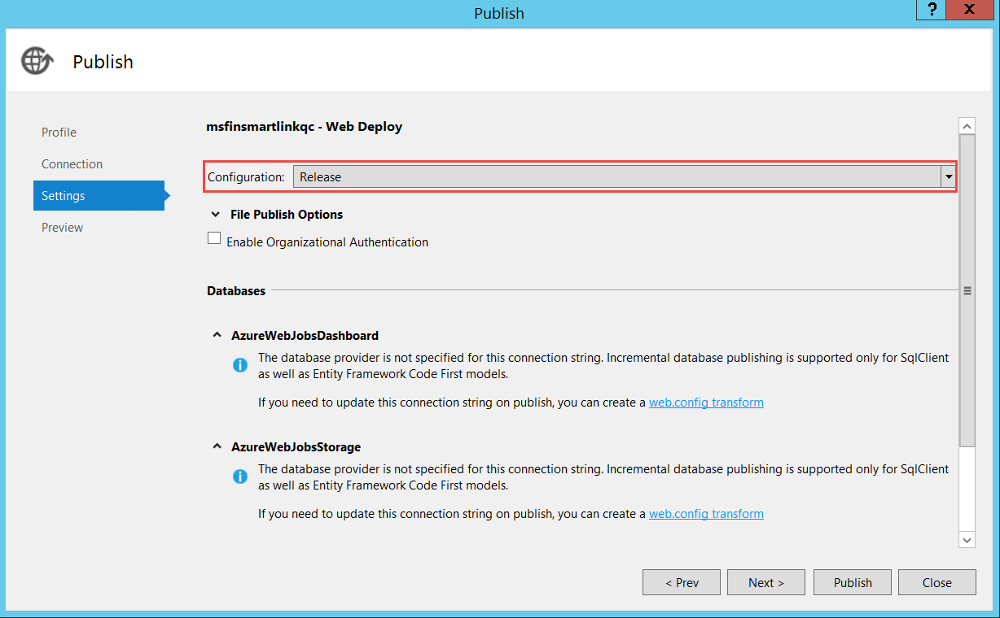 Publish
?
X
Publish
Profile
Connection
Settings
Preview
msfinsmartlinkqc - Web Deploy
Configuration: Release
File Publish Options
Enable Organizational Authentication
Databases
AzureWebJobsDashboard
The database provider is not specified for this connection string. Incremental database publishing is supported only for SqlClient
as well as Entity Framework Code First models.
If you need to update this connection string on publish, you can create a web.config transform
AzureWebJobsStorage
The database provider is not specified for this connection string. Incremental database publishing is supported only for SqlClient
as well as Entity Framework Code First models.
If you need to update this connection string on publish, you can create a web.config transform
< Prev
Next >
Publish
Close